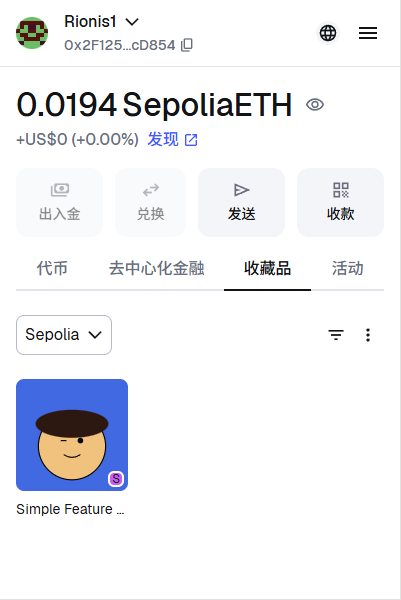 Rionis1
0x2F125...cD854
0.0194 SepoliaETH
+US$0 (+0.00%) 发现
出入金 兑换 发送 收款
代币 去中心化金融 收藏品 活动
Sepolia
S
Simple Feature ...